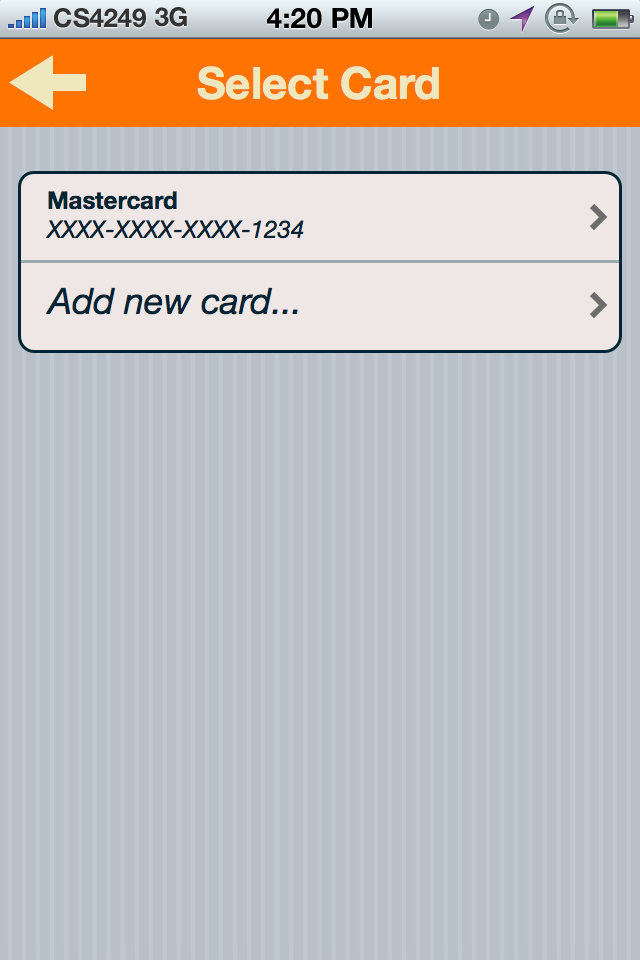 CS4249 3G 4:20 PM
Select Card
Mastercard
XXXX-XXXX-XXXX-1234
Add new card...